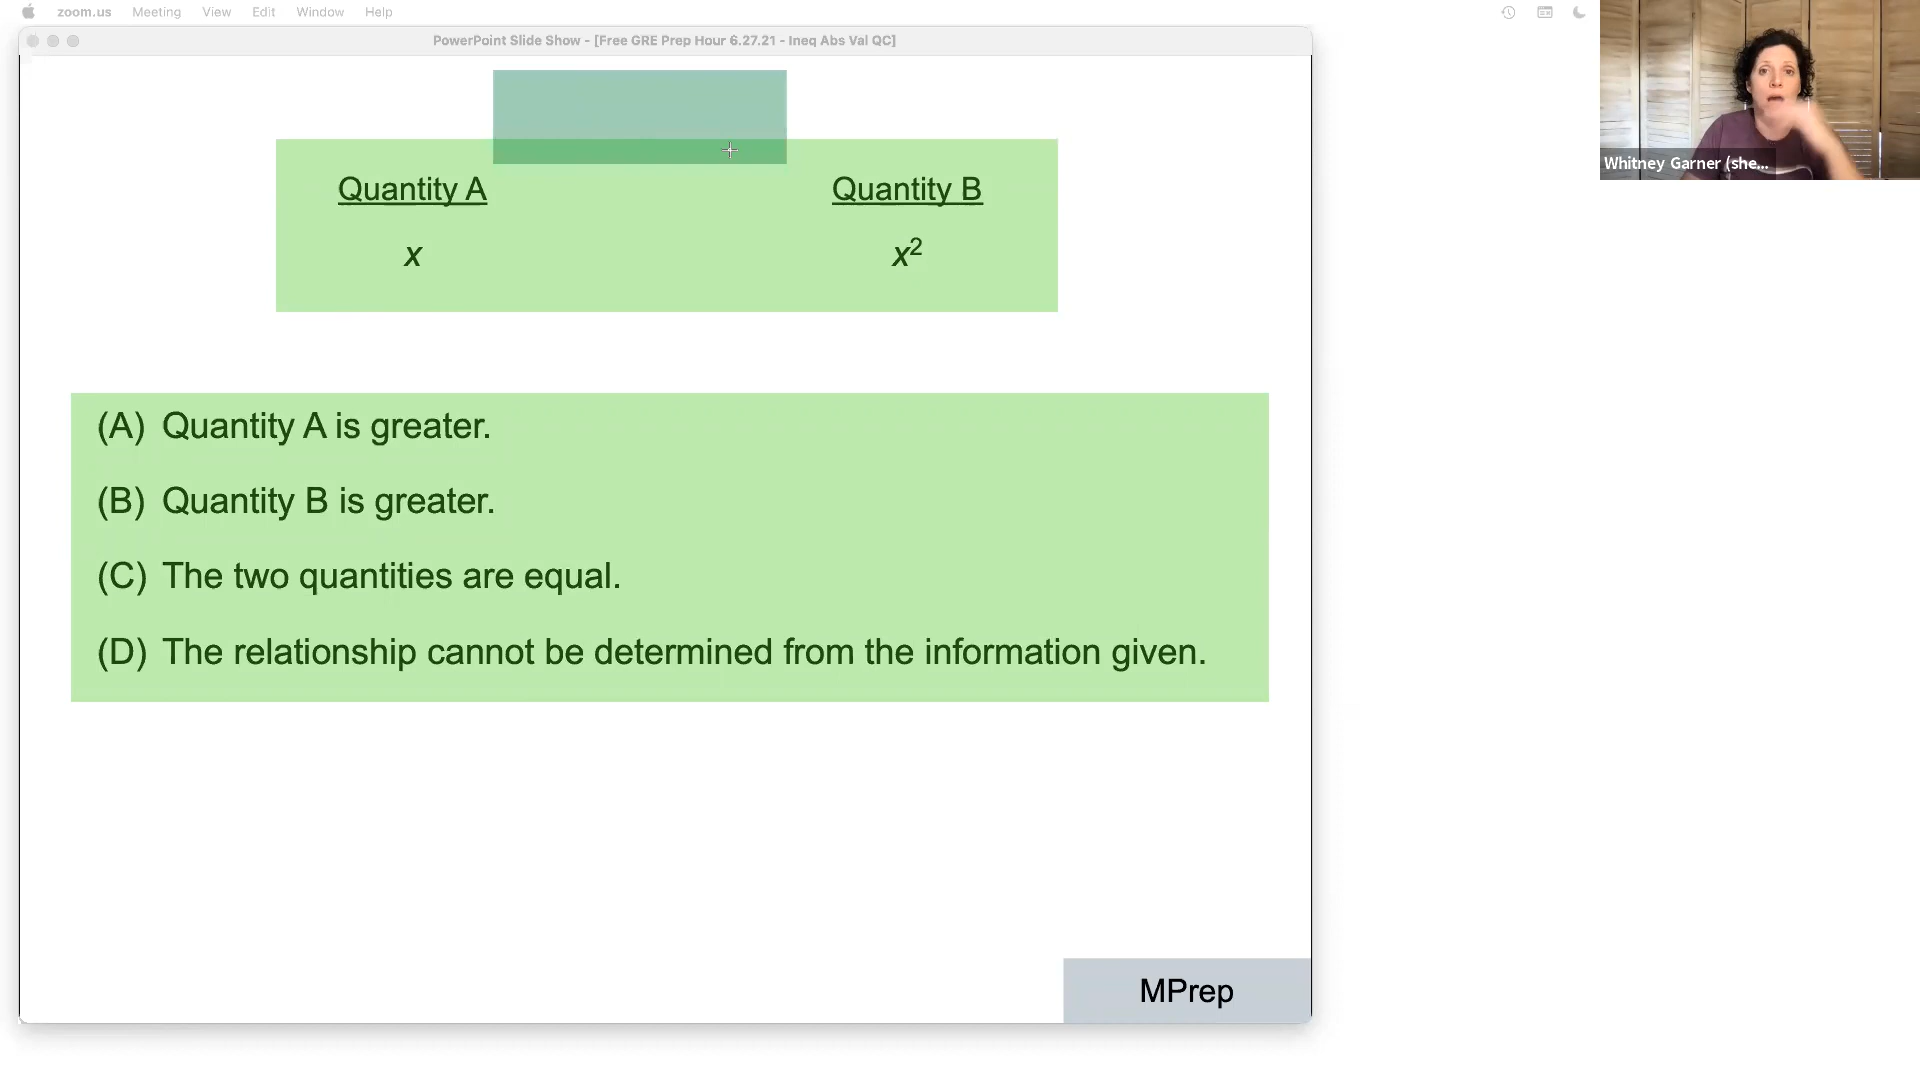 zoom.us Meeting View Edit Window Help
PowerPoint Slide Show - [Free GRE Prep Hour 6.27.21 - Ineq Abs Val QC]
Whitney Garner (she...
Quantity A Quantity B
x x²
(A) Quantity A is greater.
(B) Quantity B is greater.
(C) The two quantities are equal.
(D) The relationship cannot be determined from the information given.
MPrep